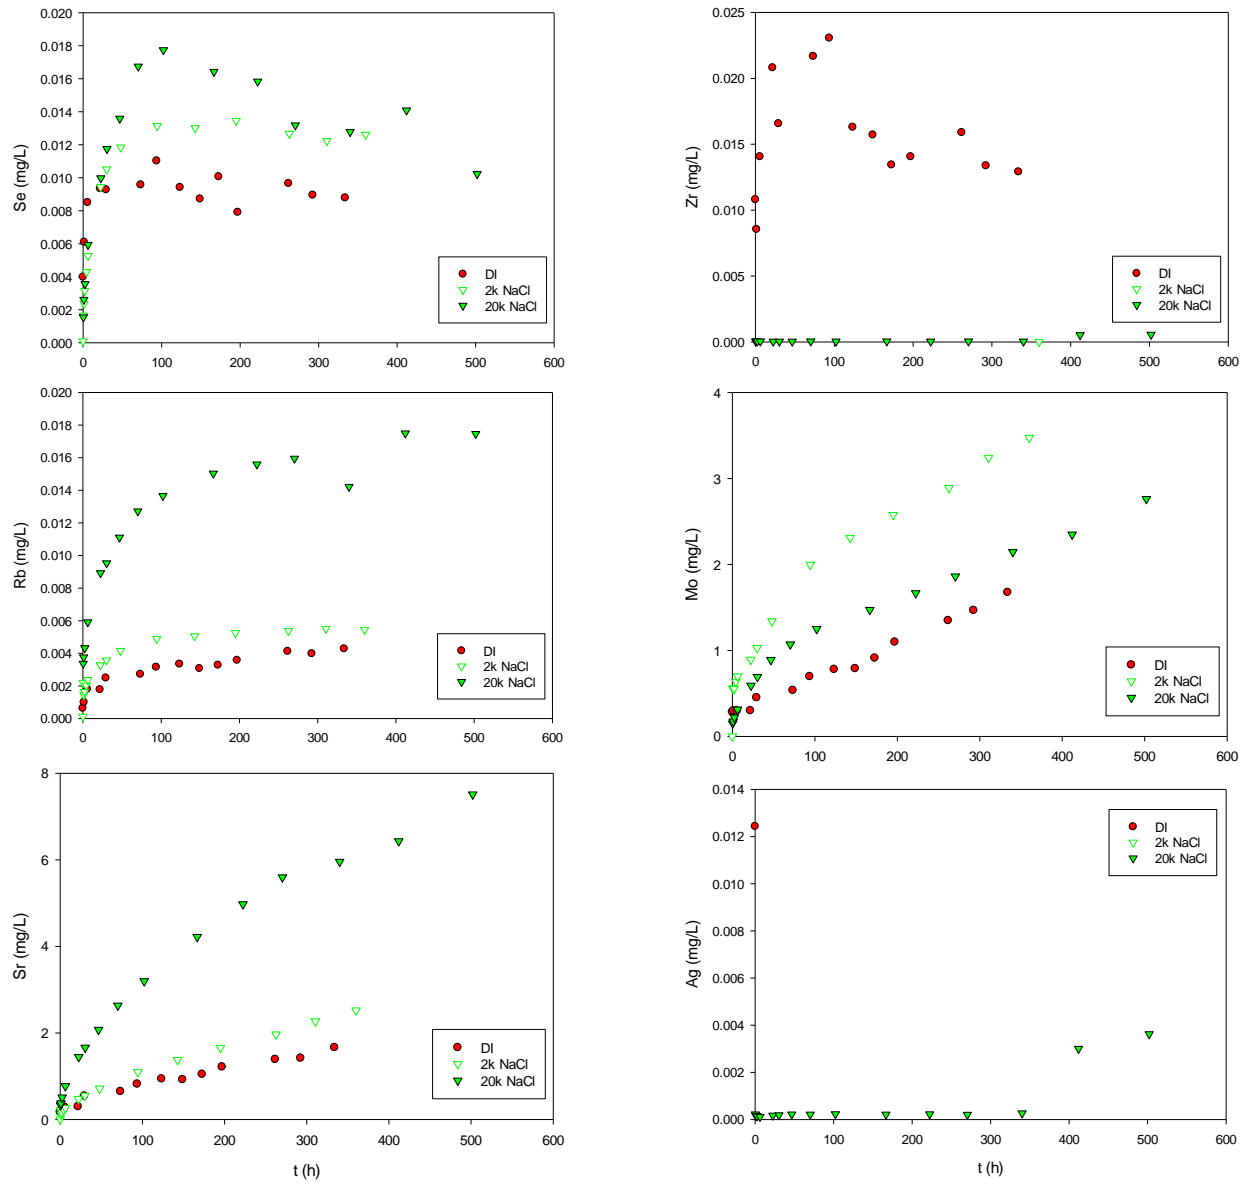 0.020
0.018
0.016
0.014
0.012
0.010
0.008
0.006
0.004
0.002
0.000
Se (mg/L)
0 100 200 300 400 500 600
DI
2k NaCl
20k NaCl
0.025
0.020
0.015
0.010
0.005
0.000
Zr (mg/L)
0 100 200 300 400 500 600
DI
2k NaCl
20k NaCl
0.020
0.018
0.016
0.014
0.012
0.010
0.008
0.006
0.004
0.002
0.000
Rb (mg/L)
0 100 200 300 400 500 600
DI
2k NaCl
20k NaCl
4
3
2
1
0
Mo (mg/L)
0 100 200 300 400 500 600
DI
2k NaCl
20k NaCl
8
6
4
2
0
Sr (mg/L)
0 100 200 300 400 500 600
t (h)
DI
2k NaCl
20k NaCl
0.014
0.012
0.010
0.008
0.006
0.004
0.002
0.000
Ag (mg/L)
0 100 200 300 400 500 600
t (h)
DI
2k NaCl
20k NaCl